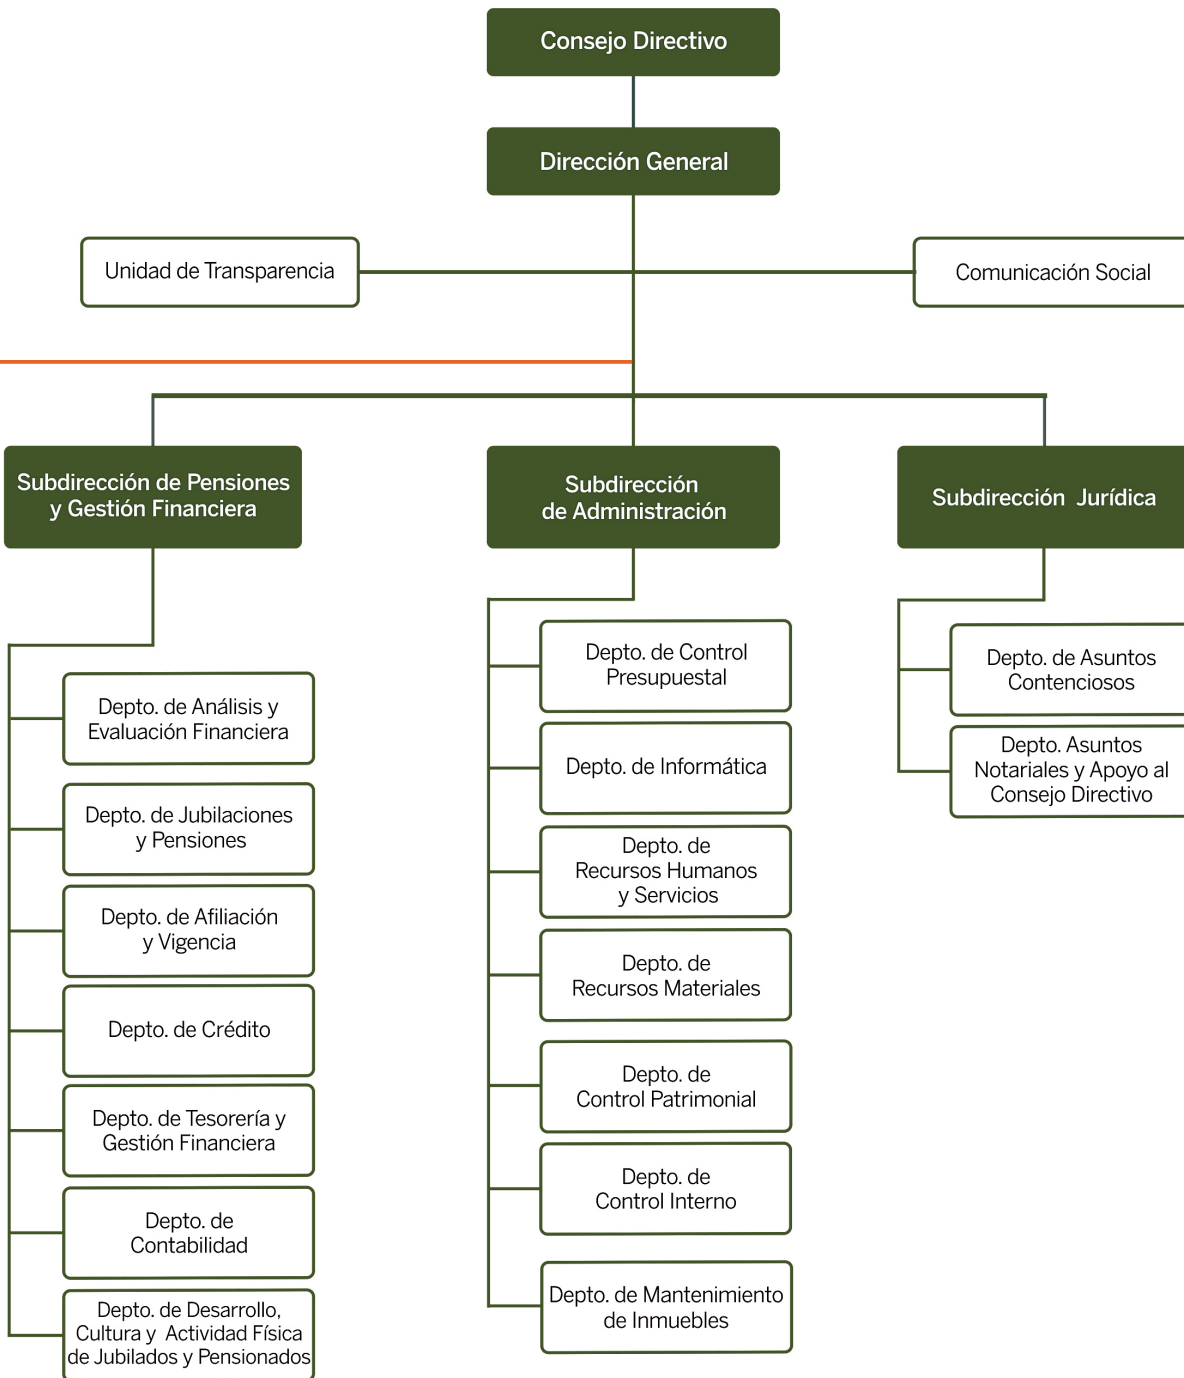 Consejo Directivo
Dirección General
Unidad de Transparencia
Comunicación Social
Subdirección de Pensiones
y Gestión Financiera
Subdirección
de Administración
Subdirección Jurídica
Depto. de Análisis y
Evaluación Financiera
Depto. de Jubilaciones
y Pensiones
Depto. de Afiliación
y Vigencia
Depto. de Crédito
Depto. de Tesorería y
Gestión Financiera
Depto. de
Contabilidad
Depto. de Desarrollo,
Cultura y Actividad Física
de Jubilados y Pensionados
Depto. de Control
Presupuestal
Depto. de Informática
Depto. de
Recursos Humanos
y Servicios
Depto. de
Recursos Materiales
Depto. de
Control Patrimonial
Depto. de
Control Interno
Depto. de Mantenimiento
de Inmuebles
Depto. de Asuntos
Contenciosos
Depto. Asuntos
Notariales y Apoyo al
Consejo Directivo